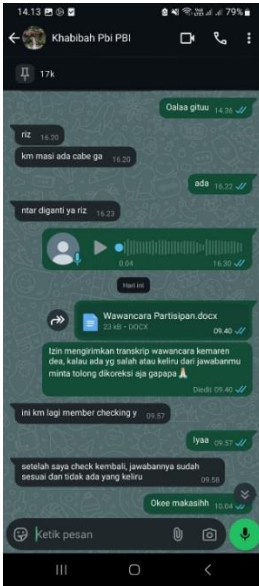 14.13
79%
Khabibah Pbi PBI
17k
Oalaa gituu 14.36
riz 16.20
km masi ada cabe ga 16.20
ada 16.22
ntar diganti ya riz 16.23
0.04 16.30
Hari ini
Wawancara Partisipan.docx
23 kB • DOCX 09.40
Izin mengirimkan transkrip wawancara kemaren
dea, kalau ada yg salah atau keliru dari jawabanmu
minta tolong dikoreksi aja gapapa🙏🏻
Diedit 09.40
ini km lagi member checking y 09.57
Iyaa 09.57
setelah saya check kembali, jawabannya sudah
sesuai dan tidak ada yang keliru 09.58
Okee makasihh 10.04
Ketik pesan